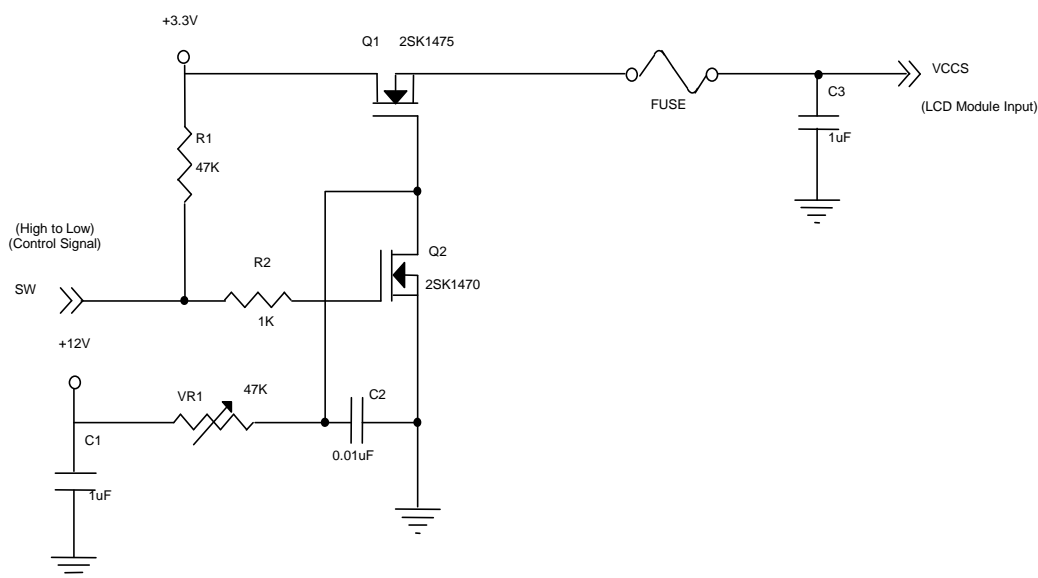 +3.3V
Q1 2SK1475
VCCS
(LCD Module Input)
FUSE
C3
1uF
R1
47K
(High to Low)
(Control Signal)
SW
R2
1K
Q2
2SK1470
+12V
VR1
47K
C2
0.01uF
C1
1uF